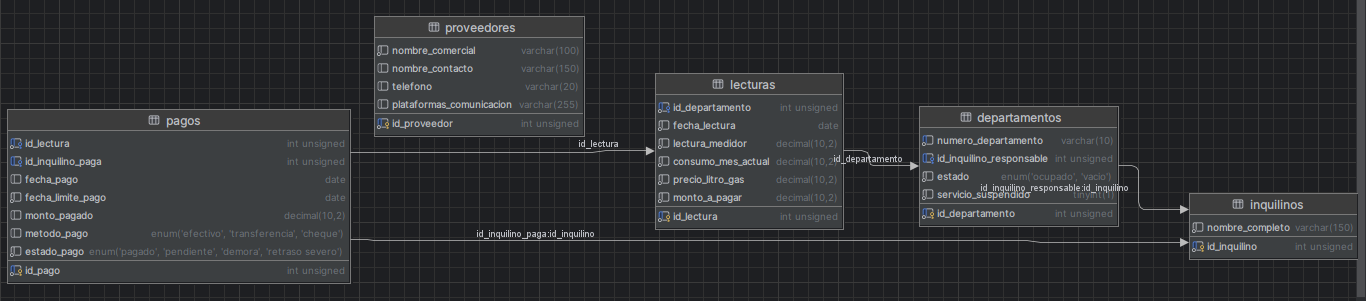 proveedores
nombre_comercial varchar(100)
nombre_contacto varchar(150)
telefono varchar(20)
plataformas_comunicacion varchar(255)
id_proveedor int unsigned
pagos
id_lectura int unsigned
id_inquilino_paga int unsigned
fecha_pago date
fecha_limite_pago date
monto_pagado decimal(10,2)
metodo_pago enum('efectivo', 'transferencia', 'cheque')
estado_pago enum('pagado', 'pendiente', 'demora', 'retraso severo')
id_pago int unsigned
id_lectura
id_inquilino_paga:id_inquilino
lecturas
id_departamento int unsigned
fecha_lectura date
lectura_medidor decimal(10,2)
consumo_mes_actual decimal(10,2)
precio_litro_gas decimal(10,2)
monto_a_pagar decimal(10,2)
id_lectura int unsigned
id_departamento
departamentos
numero_departamento varchar(10)
id_inquilino_responsable int unsigned
estado enum('ocupado', 'vacio')
id_inquilino_responsable:id_inquilino
servicio_suspendido tinyint(1)
id_departamento int unsigned
inquilinos
nombre_completo varchar(150)
id_inquilino int unsigned